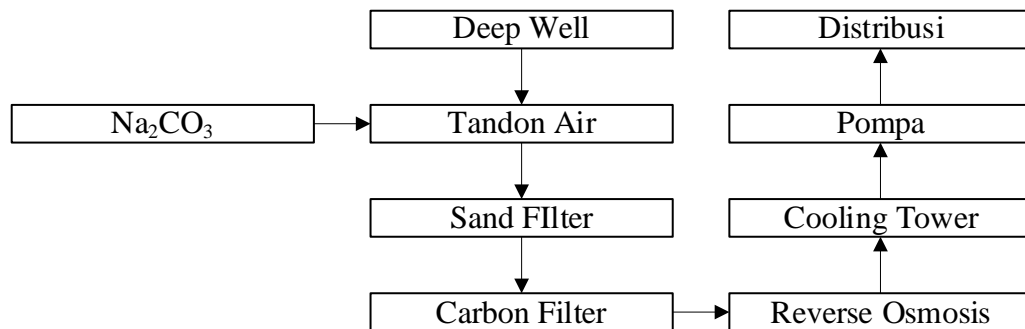 Deep Well
Distribusi
Na₂CO₃
Tandon Air
Pompa
Sand FIlter
Cooling Tower
Carbon Filter
Reverse Osmosis